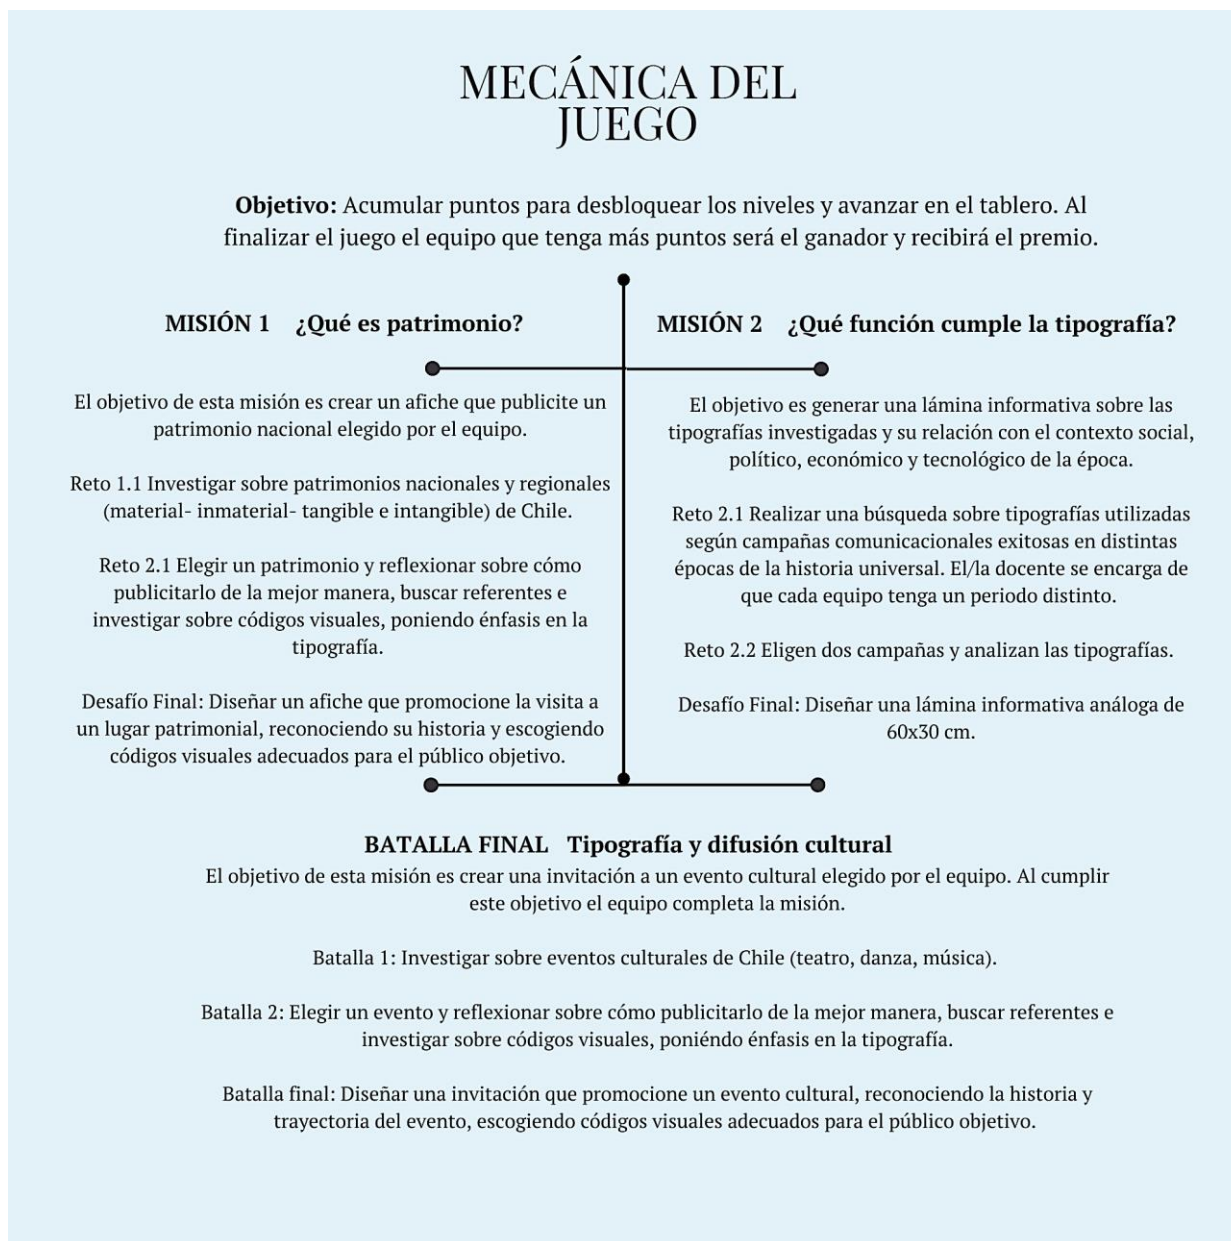 MECÁNICA DEL
JUEGO
Objetivo: Acumular puntos para desbloquear los niveles y avanzar en el tablero. Al
finalizar el juego el equipo que tenga más puntos será el ganador y recibirá el premio.
MISIÓN 1 ¿Qué es patrimonio?
El objetivo de esta misión es crear un afiche que publicite un
patrimonio nacional elegido por el equipo.
Reto 1.1 Investigar sobre patrimonios nacionales y regionales
(material- inmaterial- tangible e intangible) de Chile.
Reto 2.1 Elegir un patrimonio y reflexionar sobre cómo
publicitarlo de la mejor manera, buscar referentes e
investigar sobre códigos visuales, poniendo énfasis en la
tipografía.
Desafío Final: Diseñar un afiche que promocione la visita a
un lugar patrimonial, reconociendo su historia y escogiendo
códigos visuales adecuados para el público objetivo.
MISIÓN 2 ¿Qué función cumple la tipografía?
El objetivo es generar una lámina informativa sobre las
tipografías investigadas y su relación con el contexto social,
político, económico y tecnológico de la época.
Reto 2.1 Realizar una búsqueda sobre tipografías utilizadas
según campañas comunicacionales exitosas en distintas
épocas de la historia universal. El/la docente se encarga de
que cada equipo tenga un periodo distinto.
Reto 2.2 Eligen dos campañas y analizan las tipografías.
Desafío Final: Diseñar una lámina informativa análoga de
60x30 cm.
BATALLA FINAL Tipografía y difusión cultural
El objetivo de esta misión es crear una invitación a un evento cultural elegido por el equipo. Al cumplir
este objetivo el equipo completa la misión.
Batalla 1: Investigar sobre eventos culturales de Chile (teatro, danza, música).
Batalla 2: Elegir un evento y reflexionar sobre cómo publicitarlo de la mejor manera, buscar referentes e
investigar sobre códigos visuales, poniéndo énfasis en la tipografía.
Batalla final: Diseñar una invitación que promocione un evento cultural, reconociendo la historia y
trayectoria del evento, escogiendo códigos visuales adecuados para el público objetivo.